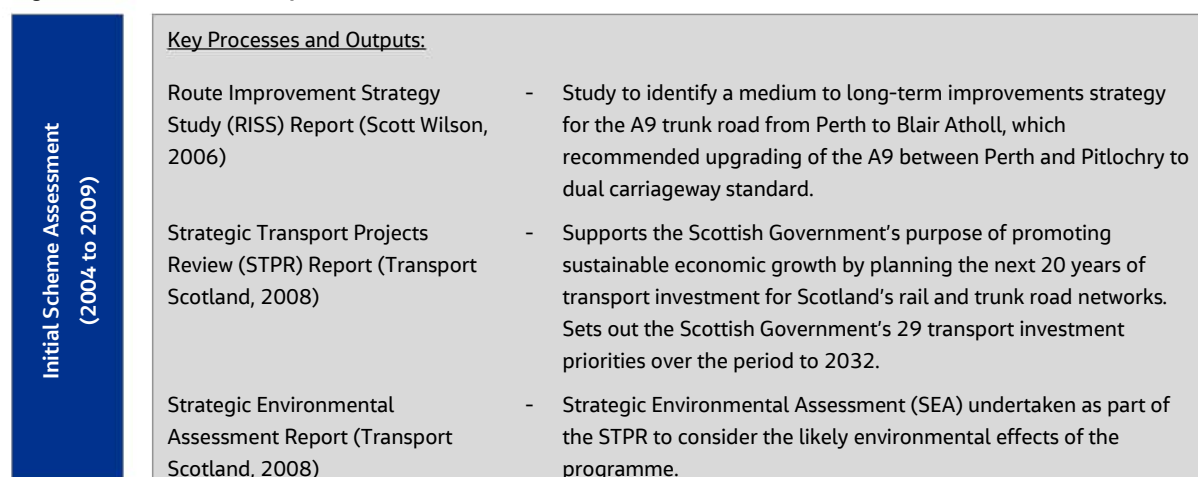 Initial Scheme Assessment
(2004 to 2009)
Key Processes and Outputs:
Route Improvement Strategy
Study (RISS) Report (Scott Wilson,
2006)
- Study to identify a medium to long-term improvements strategy
for the A9 trunk road from Perth to Blair Atholl, which
recommended upgrading of the A9 between Perth and Pitlochry to
dual carriageway standard.
Strategic Transport Projects
Review (STPR) Report (Transport
Scotland, 2008)
- Supports the Scottish Government’s purpose of promoting
sustainable economic growth by planning the next 20 years of
transport investment for Scotland’s rail and trunk road networks.
Sets out the Scottish Government’s 29 transport investment
priorities over the period to 2032.
Strategic Environmental
Assessment Report (Transport
Scotland, 2008)
- Strategic Environmental Assessment (SEA) undertaken as part of
the STPR to consider the likely environmental effects of the
programme.